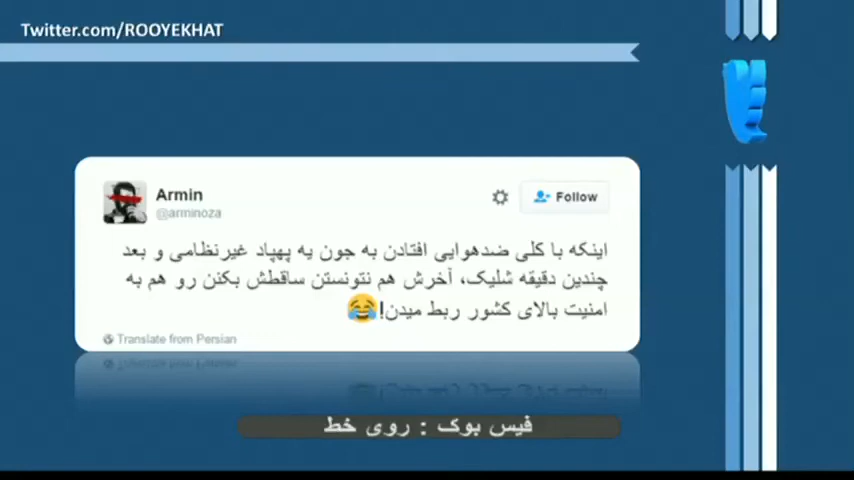 Twitter.com/ROOYEKHAT
Armin
@arminoza
Follow
اینکه با کلی ضدهوایی افتادن به جون یه پهپاد غیرنظامی و بعد
چندین دقیقه شلیک، آخرش هم نتونستن ساقطش بکنن رو هم به
امنیت بالای کشور ربط میدن!😂
Translate from Persian
فیس بوک : روی خط